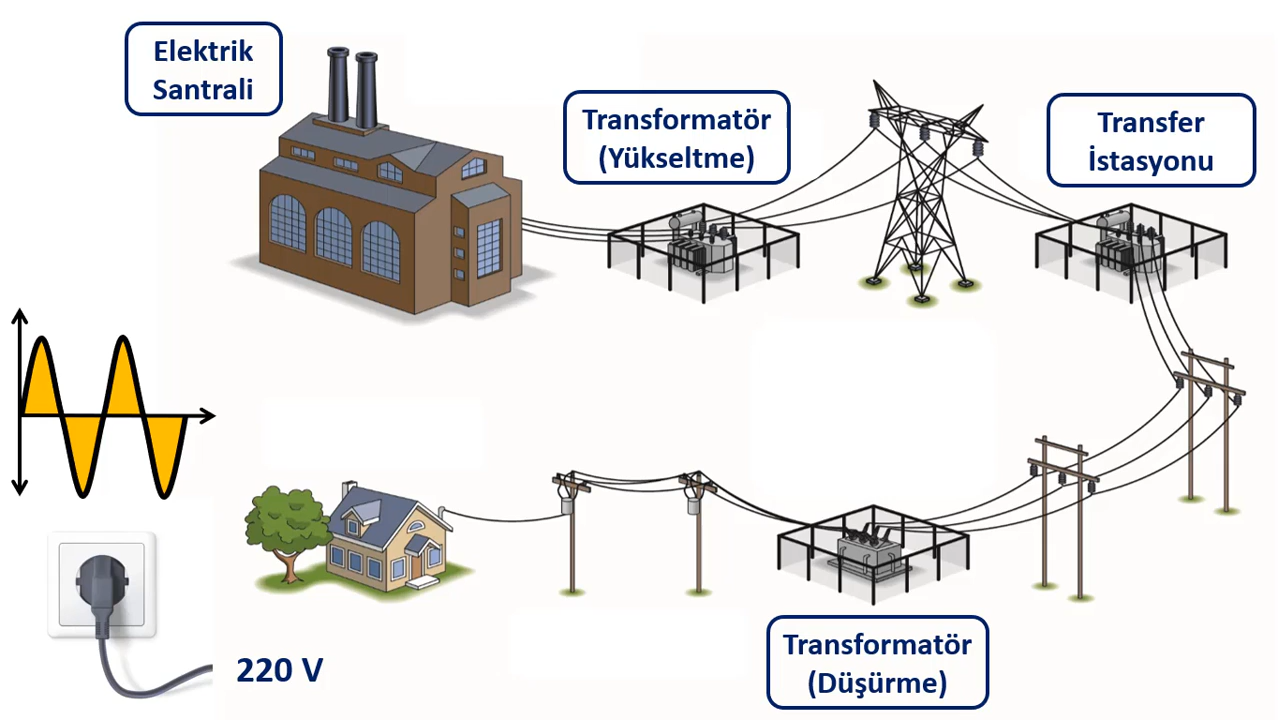 Elektrik
Santrali
Transformatör
(Yükseltme)
Transfer
İstasyonu
Transformatör
(Düşürme)
220 V